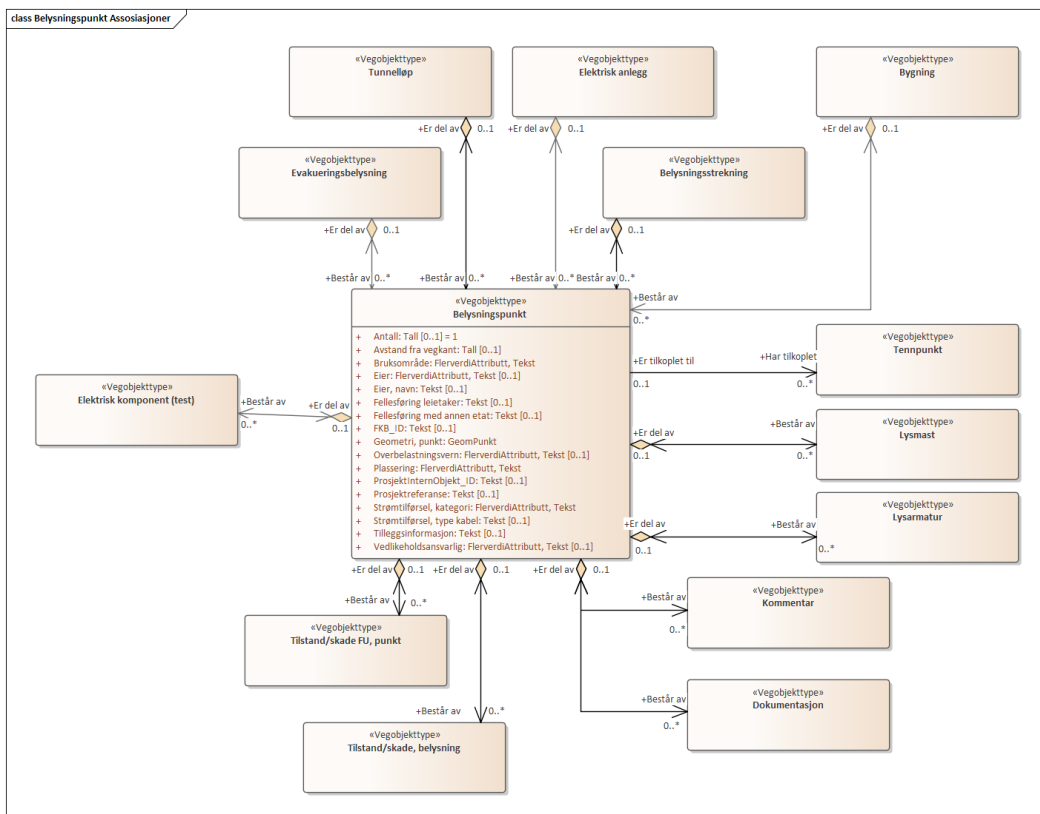 class Belysningspunkt Assosiasjoner
«Vegobjekttype»
Tunnelløp
«Vegobjekttype»
Elektrisk anlegg
«Vegobjekttype»
Bygning
+Er del av 0..1
+Er del av 0..1
+Er del av 0..1
«Vegobjekttype»
Evakueringsbelysning
«Vegobjekttype»
Belysningsstrekning
+Er del av 0..1
+Er del av 0..1
+Består av 0..*
+Består av 0..*
+Består av 0..*
Består av 0..*
+Består av
0..*
«Vegobjekttype»
Belysningspunkt
+ Antall: Tall [0..1] = 1
+ Avstand fra vegkant: Tall [0..1]
+ Bruksområde: FlerverdiAttributt, Tekst
+ Eier: FlerverdiAttributt, Tekst [0..1]
+ Eier, navn: Tekst [0..1]
+ Fellesføring leietaker: Tekst [0..1]
+ Fellesføring med annen etat: Tekst [0..1]
+ FKB_ID: Tekst [0..1]
+ Geometri, punkt: GeomPunkt
+ Overbelastningsvern: FlerverdiAttributt, Tekst [0..1]
+ Plassering: FlerverdiAttributt, Tekst
+ ProsjektInternObjekt_ID: Tekst [0..1]
+ Prosjektreferanse: Tekst [0..1]
+ Strømtilførsel, kategori: FlerverdiAttributt, Tekst
+ Strømtilførsel, type kabel: Tekst [0..1]
+ Tilleggsinformasjon: Tekst [0..1]
+ Vedlikeholdsansvarlig: FlerverdiAttributt, Tekst [0..1]
«Vegobjekttype»
Elektrisk komponent (test)
+Består av
0..*
+Er del av
0..1
+Er tilkoplet til
0..1
+Har tilkoplet
0..*
«Vegobjekttype»
Tennpunkt
+Er del av
0..1
+Består av
0..*
«Vegobjekttype»
Lysmast
+Er del av
0..1
+Består av
0..*
«Vegobjekttype»
Lysarmatur
+Er del av 0..1
+Er del av 0..1
+Er del av 0..1
+Består av 0..*
«Vegobjekttype»
Tilstand/skade FU, punkt
+Består av
0..*
«Vegobjekttype»
Kommentar
+Består av
0..*
«Vegobjekttype»
Dokumentasjon
+Består av 0..*
«Vegobjekttype»
Tilstand/skade, belysning